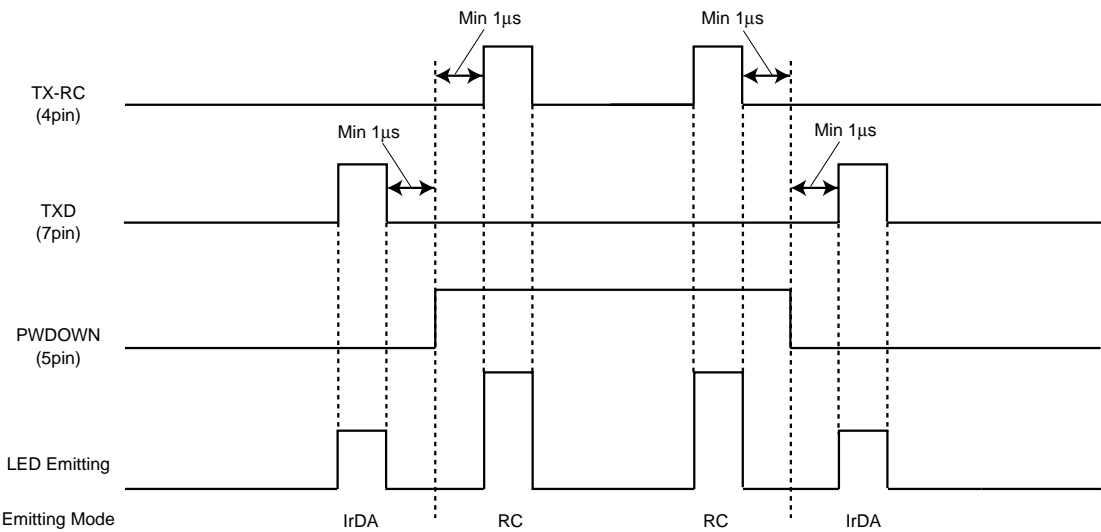 Min 1μs
Min 1μs
TX-RC
(4pin)
Min 1μs
Min 1μs
TXD
(7pin)
PWDOWN
(5pin)
LED Emitting
Emitting Mode IrDA RC RC IrDA